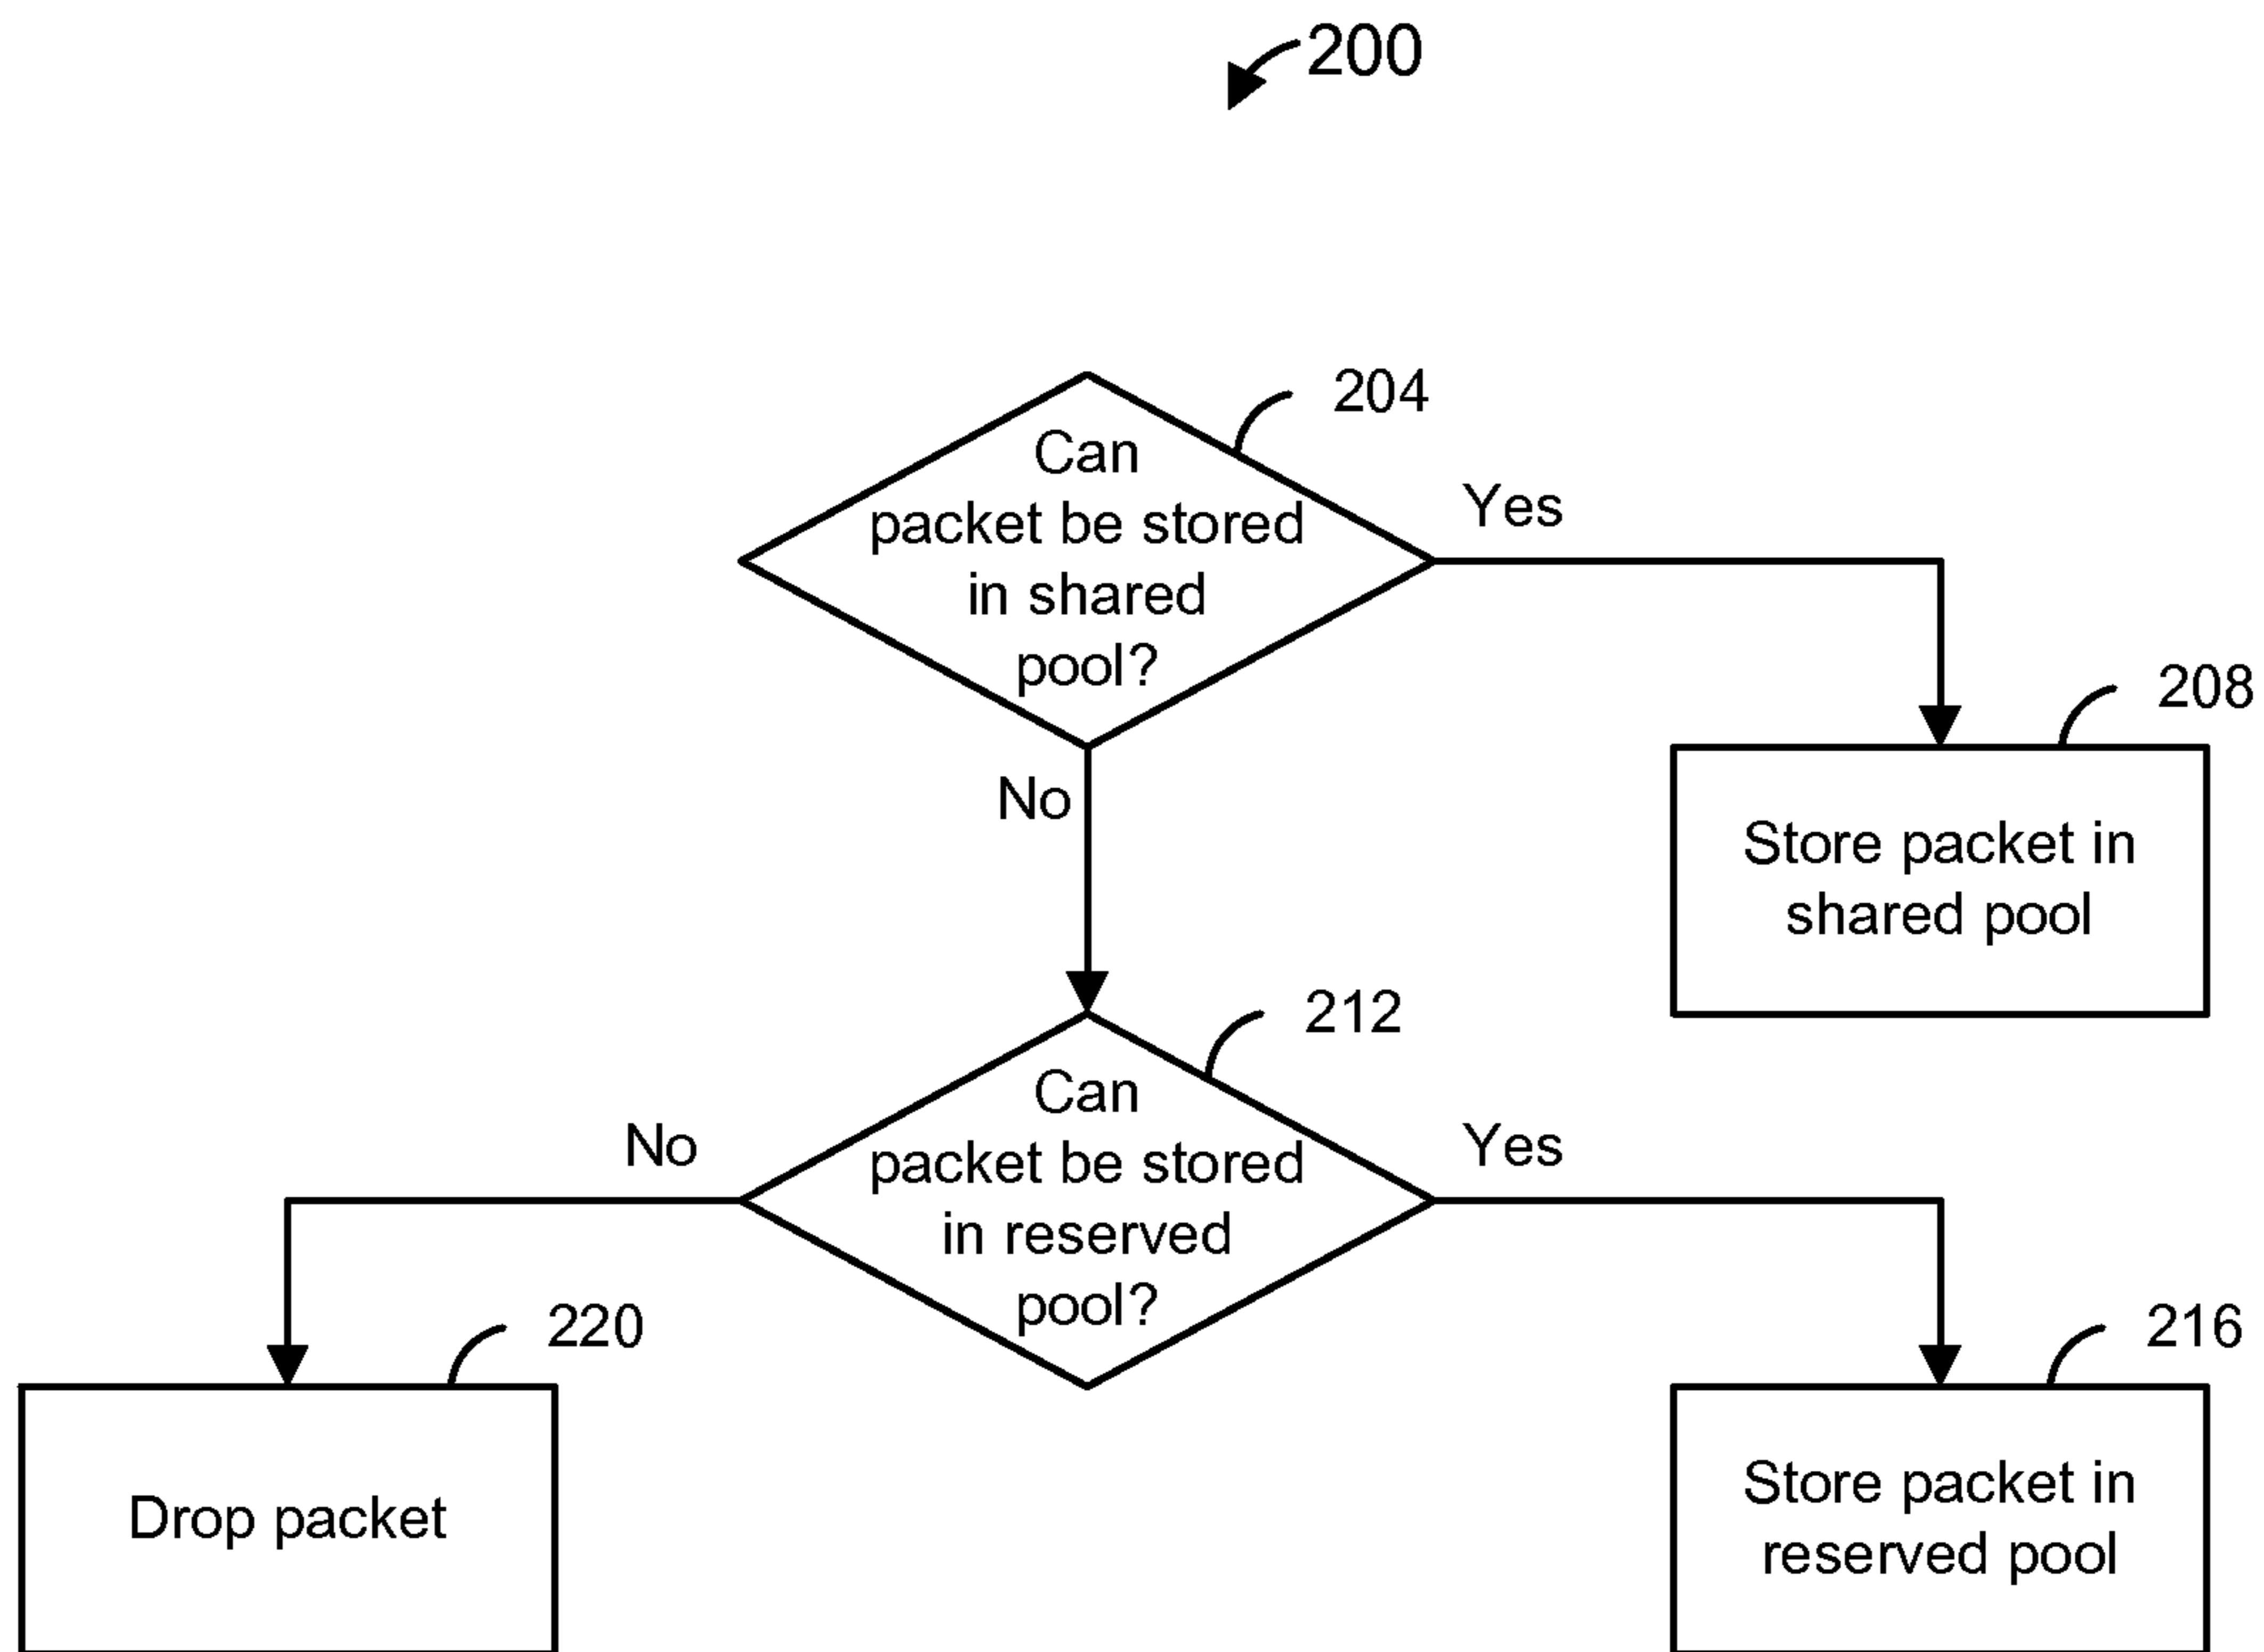 200
204
Can
packet be stored
in shared
pool?
Yes
No
208
Store packet in
shared pool
212
Can
packet be stored
in reserved
pool?
No
Yes
220
Drop packet
216
Store packet in
reserved pool